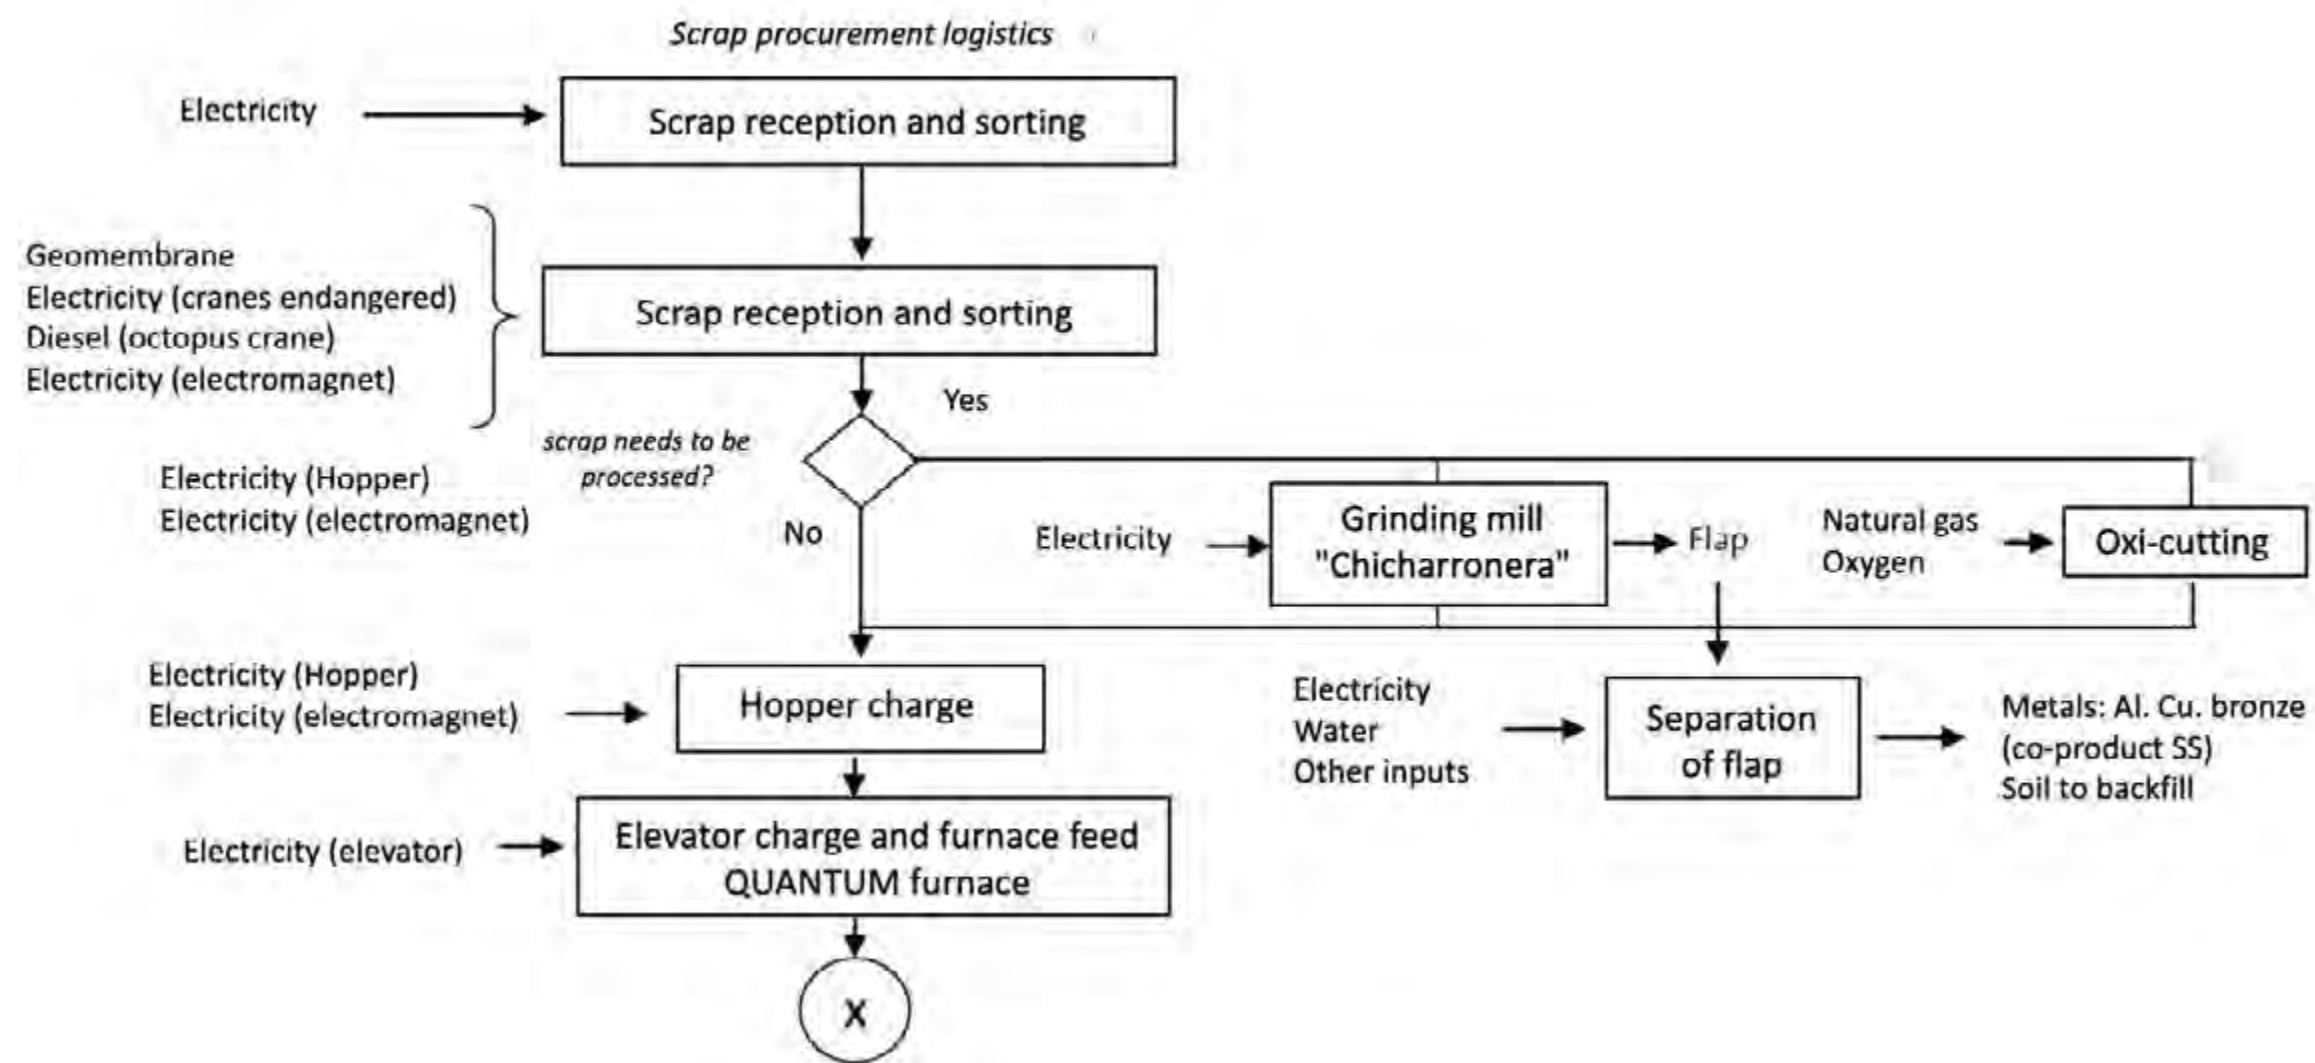 Scrap procurement logistics
Electricity
Scrap reception and sorting
Geomembrane
Electricity (cranes endangered)
Diesel (octopus crane)
Electricity (electromagnet)
Scrap reception and sorting
Yes
scrap needs to be
processed?
Electricity (Hopper)
Electricity (electromagnet)
No
Electricity
Grinding mill
"Chicharronera"
Flap
Natural gas
Oxygen
Oxi-cutting
Electricity (Hopper)
Electricity (electromagnet)
Hopper charge
Electricity
Water
Other inputs
Separation
of flap
Metals: Al. Cu. bronze
(co-product SS)
Soil to backfill
Electricity (elevator)
Elevator charge and furnace feed
QUANTUM furnace
X